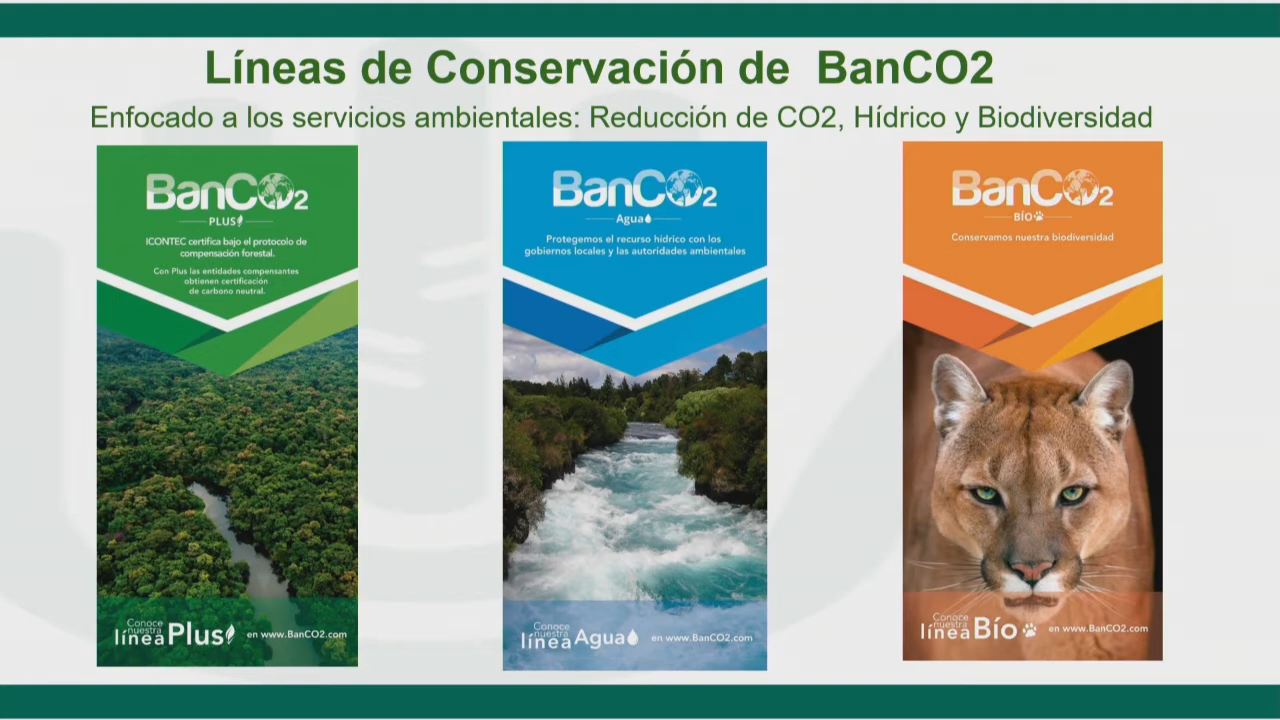 Líneas de Conservación de BanCO2
Enfocado a los servicios ambientales: Reducción de CO2, Hídrico y Biodiversidad
BanCO2
PLUS
ICONTEC certifica bajo el protocolo de
compensación forestal.
Con Plus las entidades compensantes
obtienen certificación
de carbono neutral.
Conoce
nuestra
línea Plus en www.BanCO2.com
BanCO2
Agua
Protegemos el recurso hídrico con los
gobiernos locales y las autoridades ambientales
Conoce
nuestra
línea Agua en www.BanCO2.com
BanCO2
BÍO
Conservamos nuestra biodiversidad
Conoce
nuestra
línea Bío en www.BanCO2.com